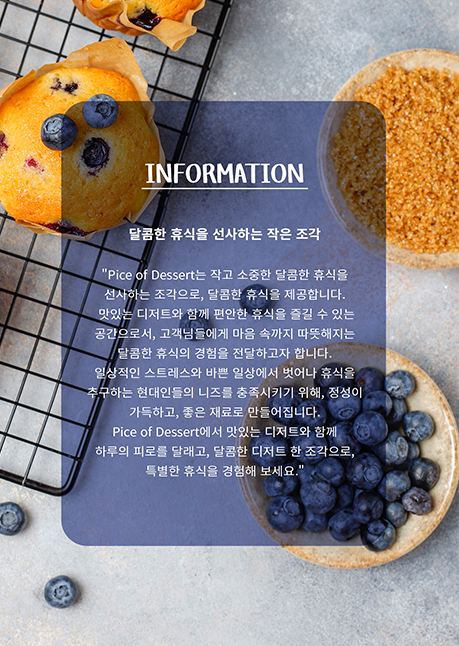 INFORMATION
달콤한 휴식을 선사하는 작은 조각
"Pice of Dessert는 작고 소중한 달콤한 휴식을
선사하는 조각으로, 달콤한 휴식을 제공합니다.
맛있는 디저트와 함께 편안한 휴식을 즐길 수 있는
공간으로서, 고객님들에게 마음 속까지 따뜻해지는
달콤한 휴식의 경험을 전달하고자 합니다.
일상적인 스트레스와 바쁜 일상에서 벗어나 휴식을
추구하는 현대인들의 니즈를 충족시키기 위해, 정성이
가득하고, 좋은 재료로 만들어집니다.
Pice of Dessert에서 맛있는 디저트와 함께
하루의 피로를 달래고, 달콤한 디저트 한 조각으로,
특별한 휴식을 경험해 보세요."